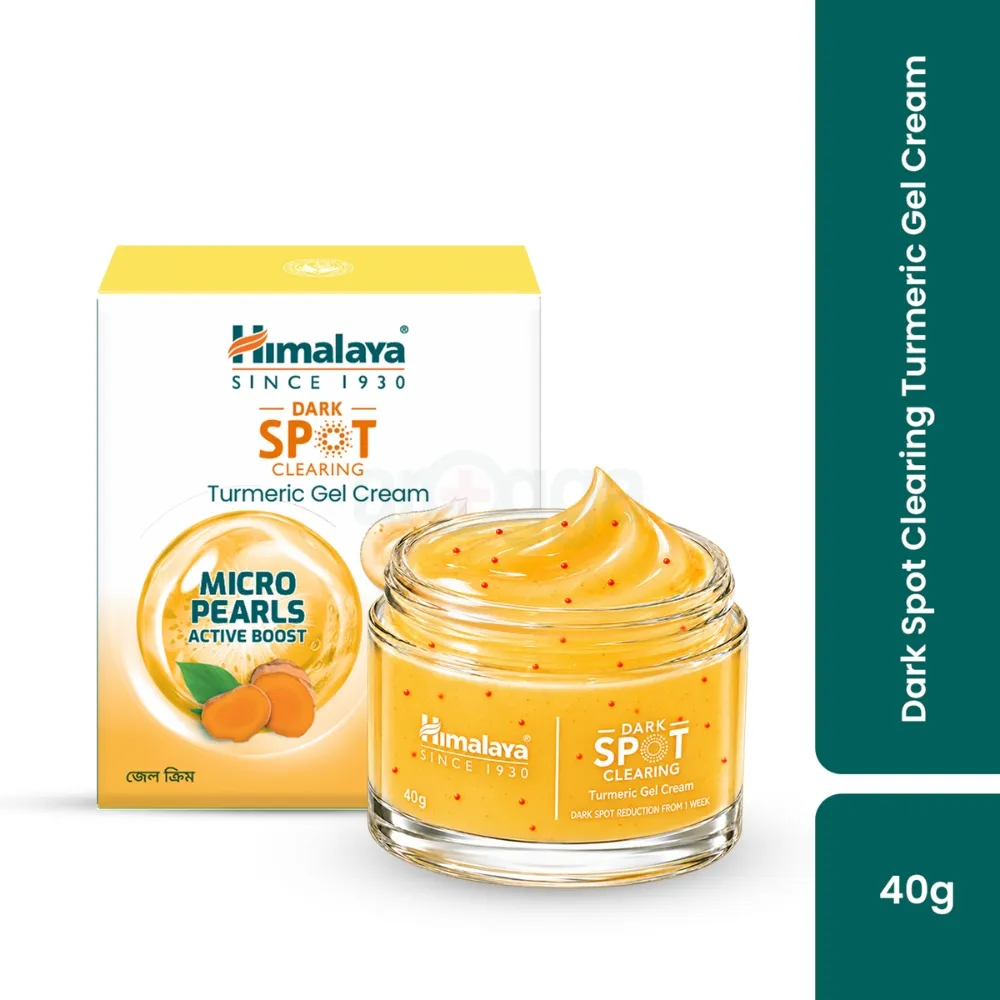 Himalaya®
SINCE 1930
DARK
SPOT
CLEARING
Turmeric Gel Cream
MICRO
PEARLS
ACTIVE BOOST
জেল ক্রিম
Himalaya®
SINCE 1930
40g
DARK
SPOT
CLEARING
Turmeric Gel Cream
DARK SPOT REDUCTION FROM 1 WEEK
Dark Spot Clearing Turmeric Gel Cream
40g